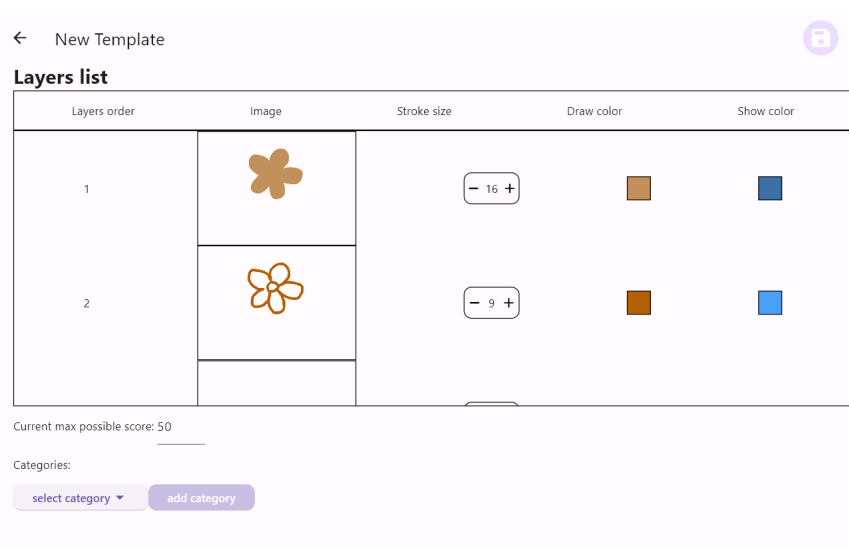 New Template
Layers list
Layers order Image Stroke size Draw color Show color
1 − 16 +
2 − 9 +
Current max possible score: 50
Categories:
select category add category